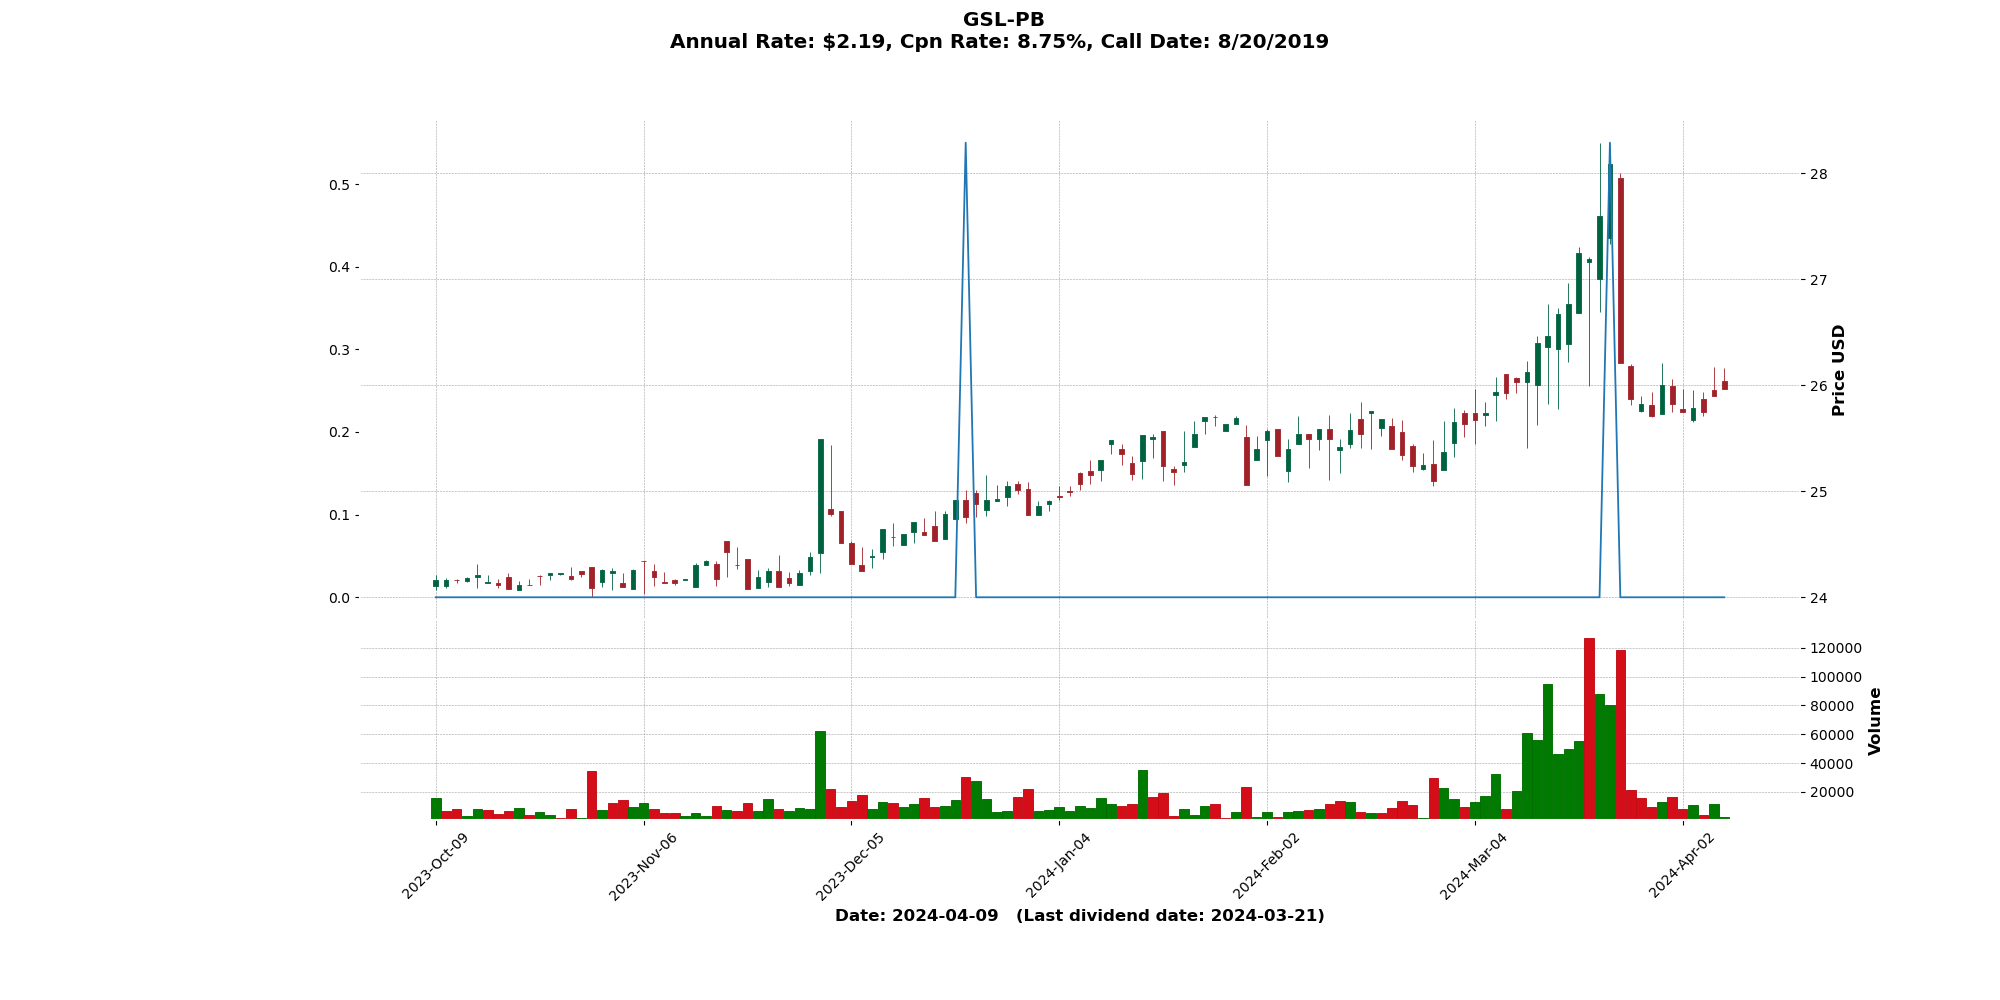 GSL-PB
Annual Rate: $2.19, Cpn Rate: 8.75%, Call Date: 8/20/2019
0.5
0.4
0.3
0.2
0.1
0.0
28
27
26
25
24
Price USD
120000
100000
80000
60000
40000
20000
Volume
2023-Oct-09
2023-Nov-06
2023-Dec-05
2024-Jan-04
2024-Feb-02
2024-Mar-04
2024-Apr-02
Date: 2024-04-09   (Last dividend date: 2024-03-21)